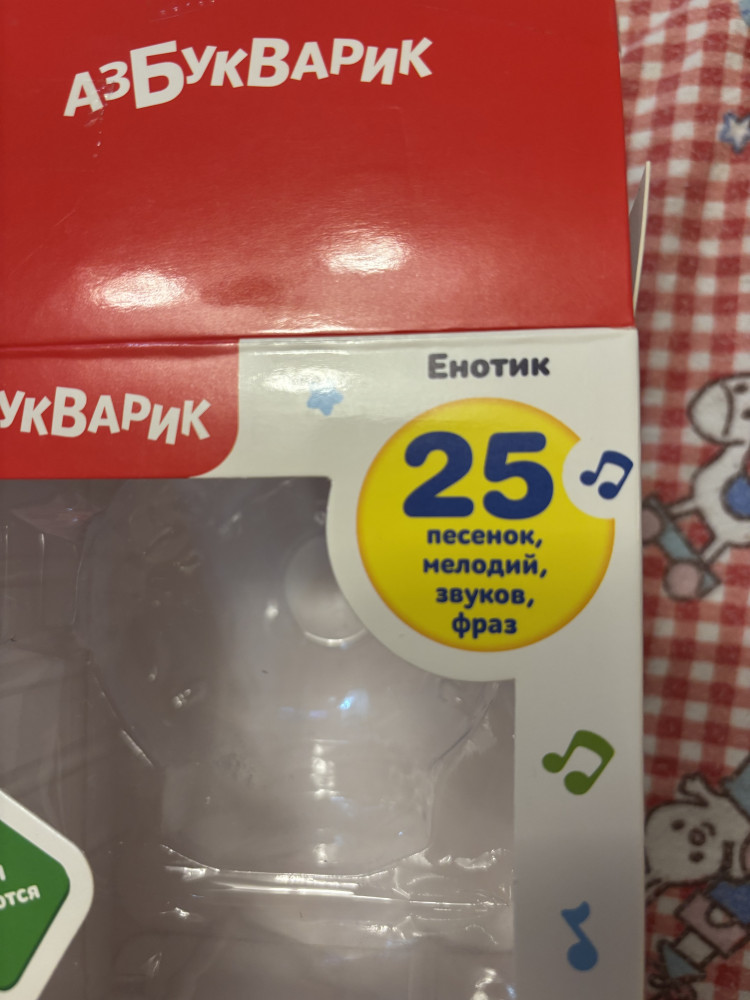 АЗБУКВАРИК
Енотик
УКВАРИК
25
песенок,
мелодий,
звуков,
фраз